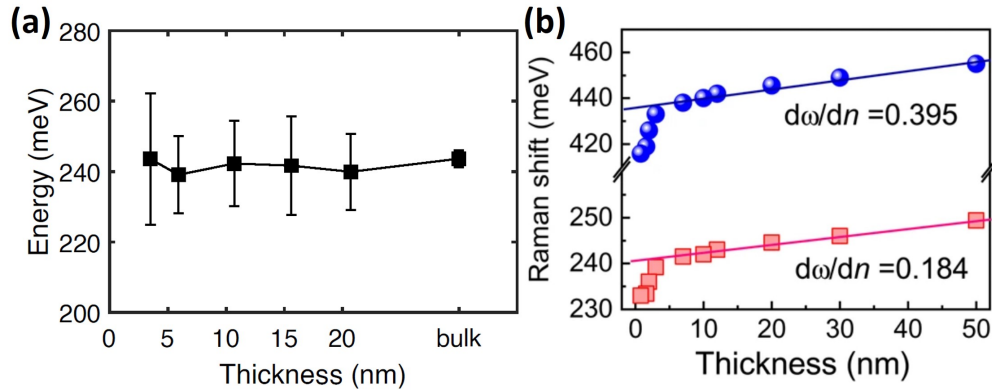 (a)
280
260
240
220
200
Energy (meV)
0 5 10 15 20 bulk
Thickness (nm)
(b)
460
440
420
250
240
230
Raman shift (meV)
dω/dn =0.395
dω/dn =0.184
0 10 20 30 40 50
Thickness (nm)